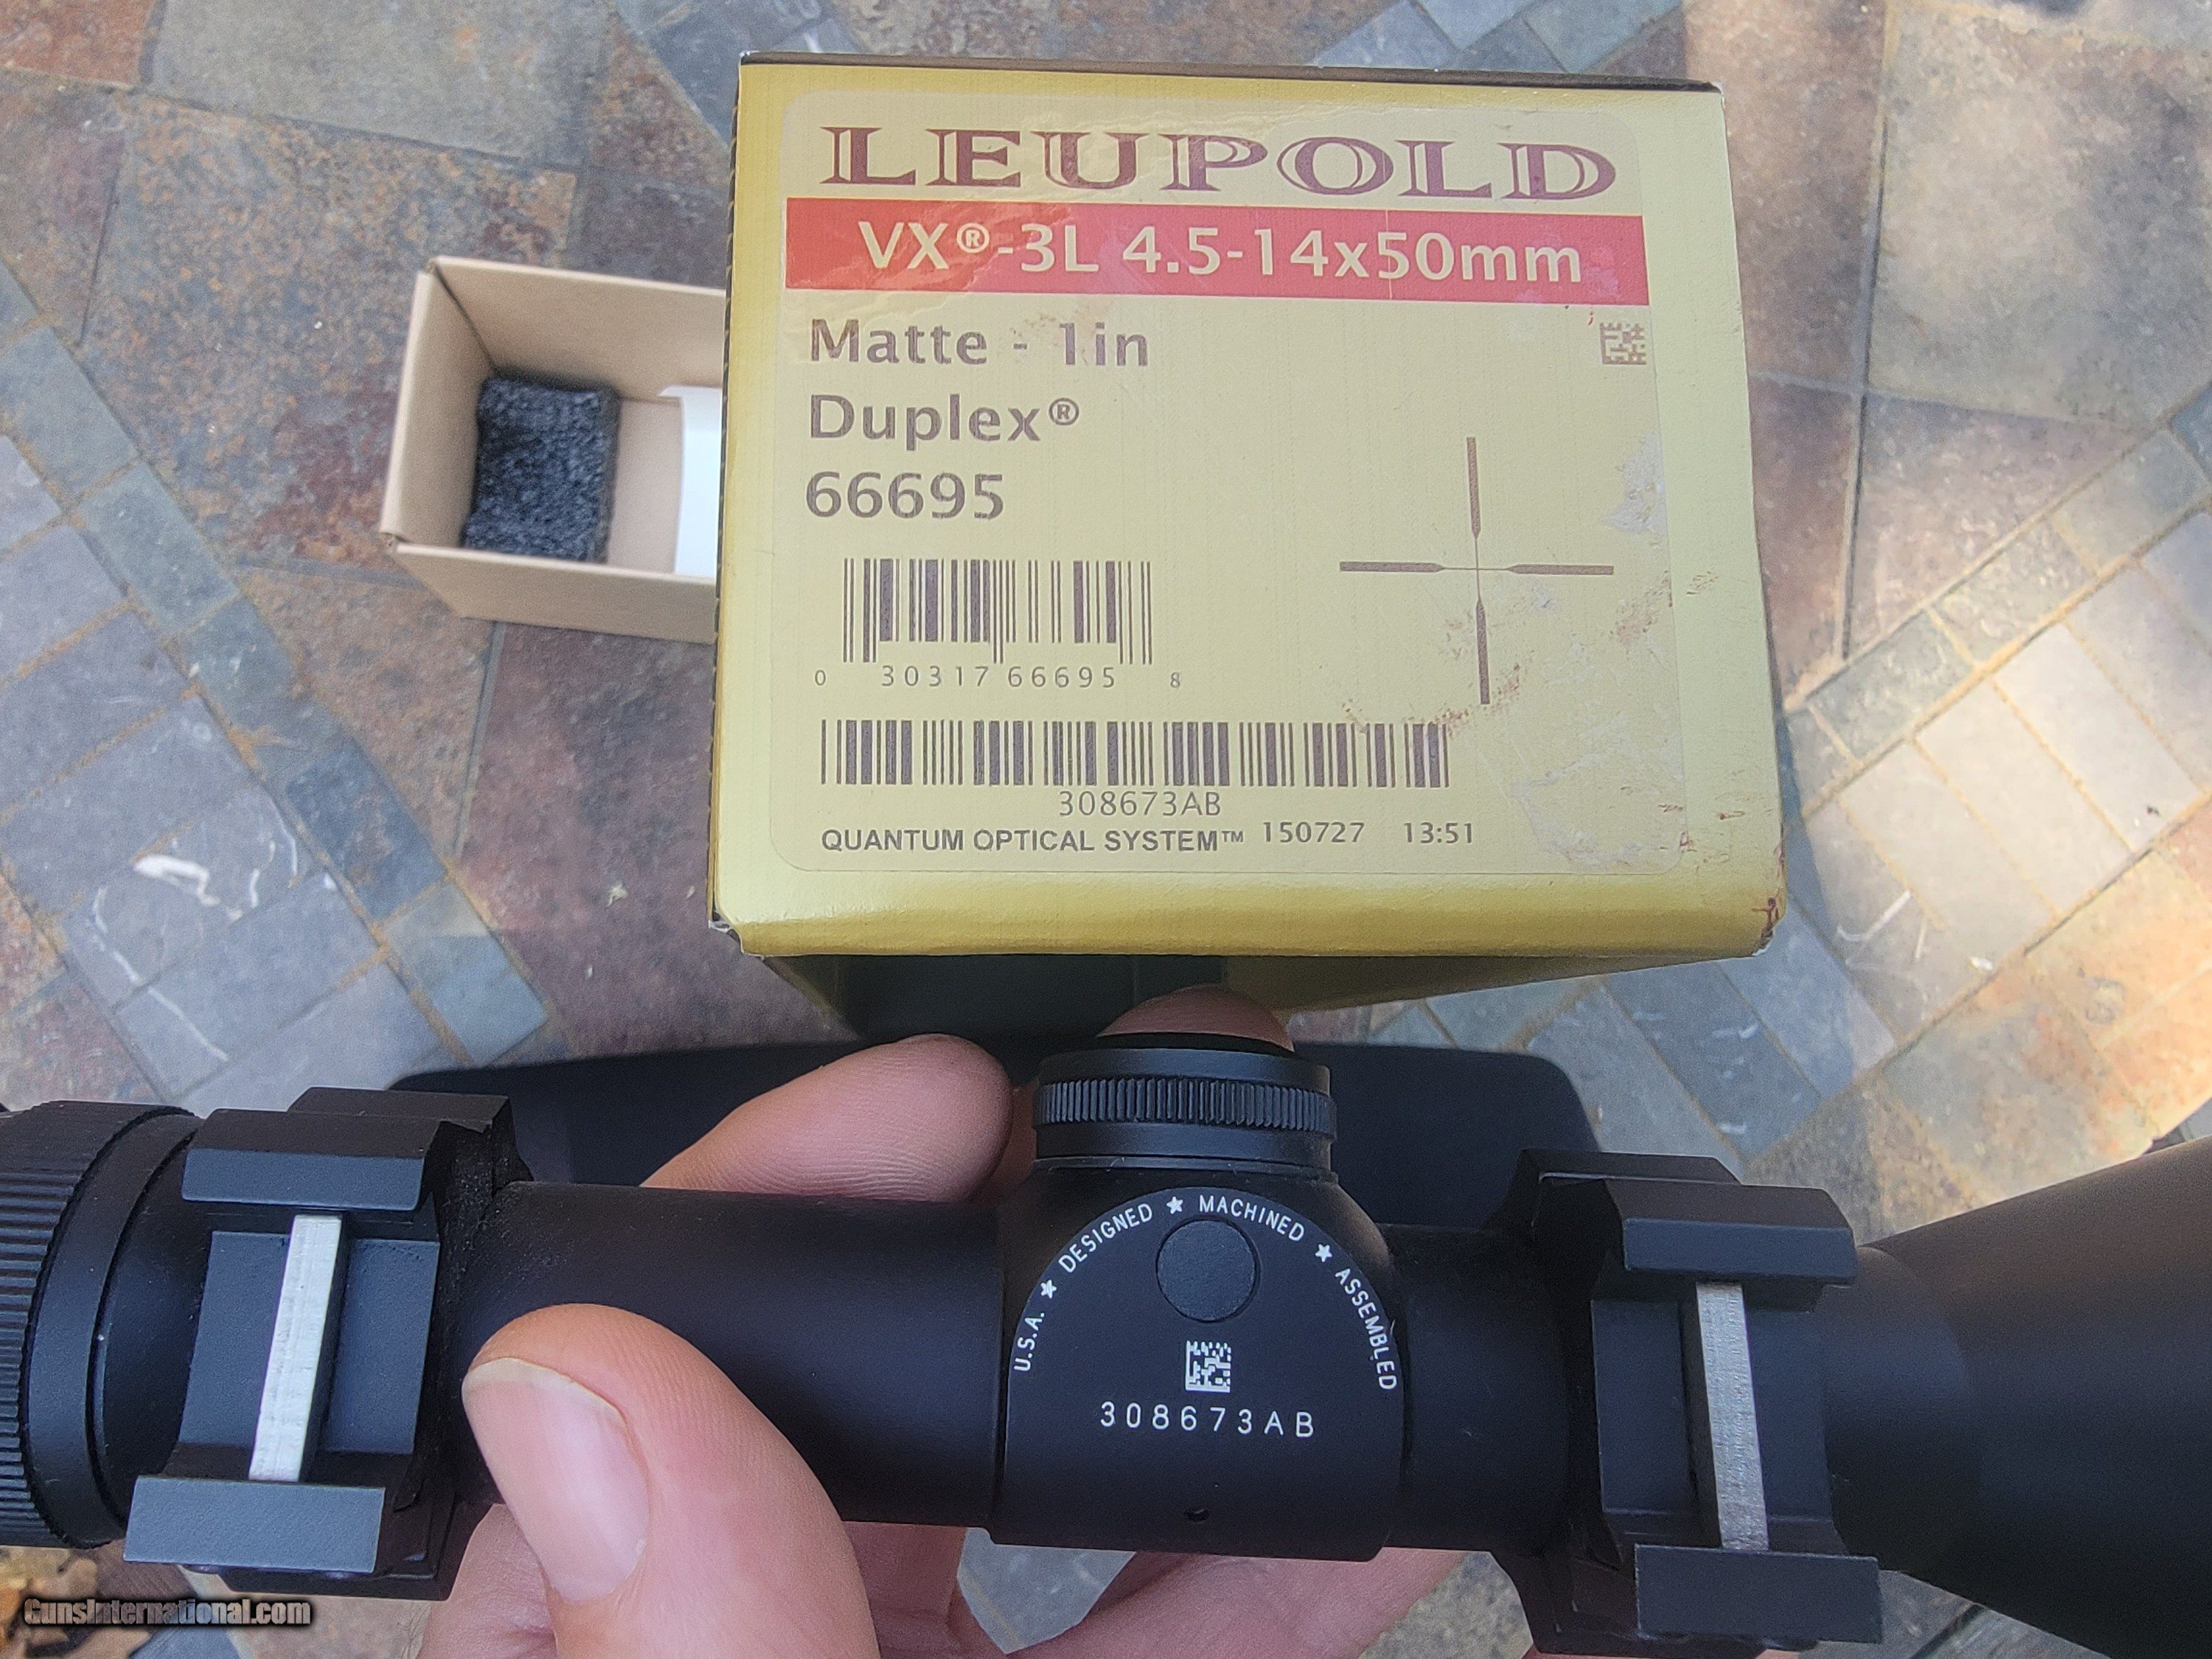 LEUPOLD
VX®-3L 4.5-14x50mm
Matte - 1in
Duplex®
66695
0 30317 66695 8
308673AB
QUANTUM OPTICAL SYSTEM™ 150727 13:51
U.S.A. ★ DESIGNED ★ MACHINED ★ ASSEMBLED
308673AB
GunsInternational.com